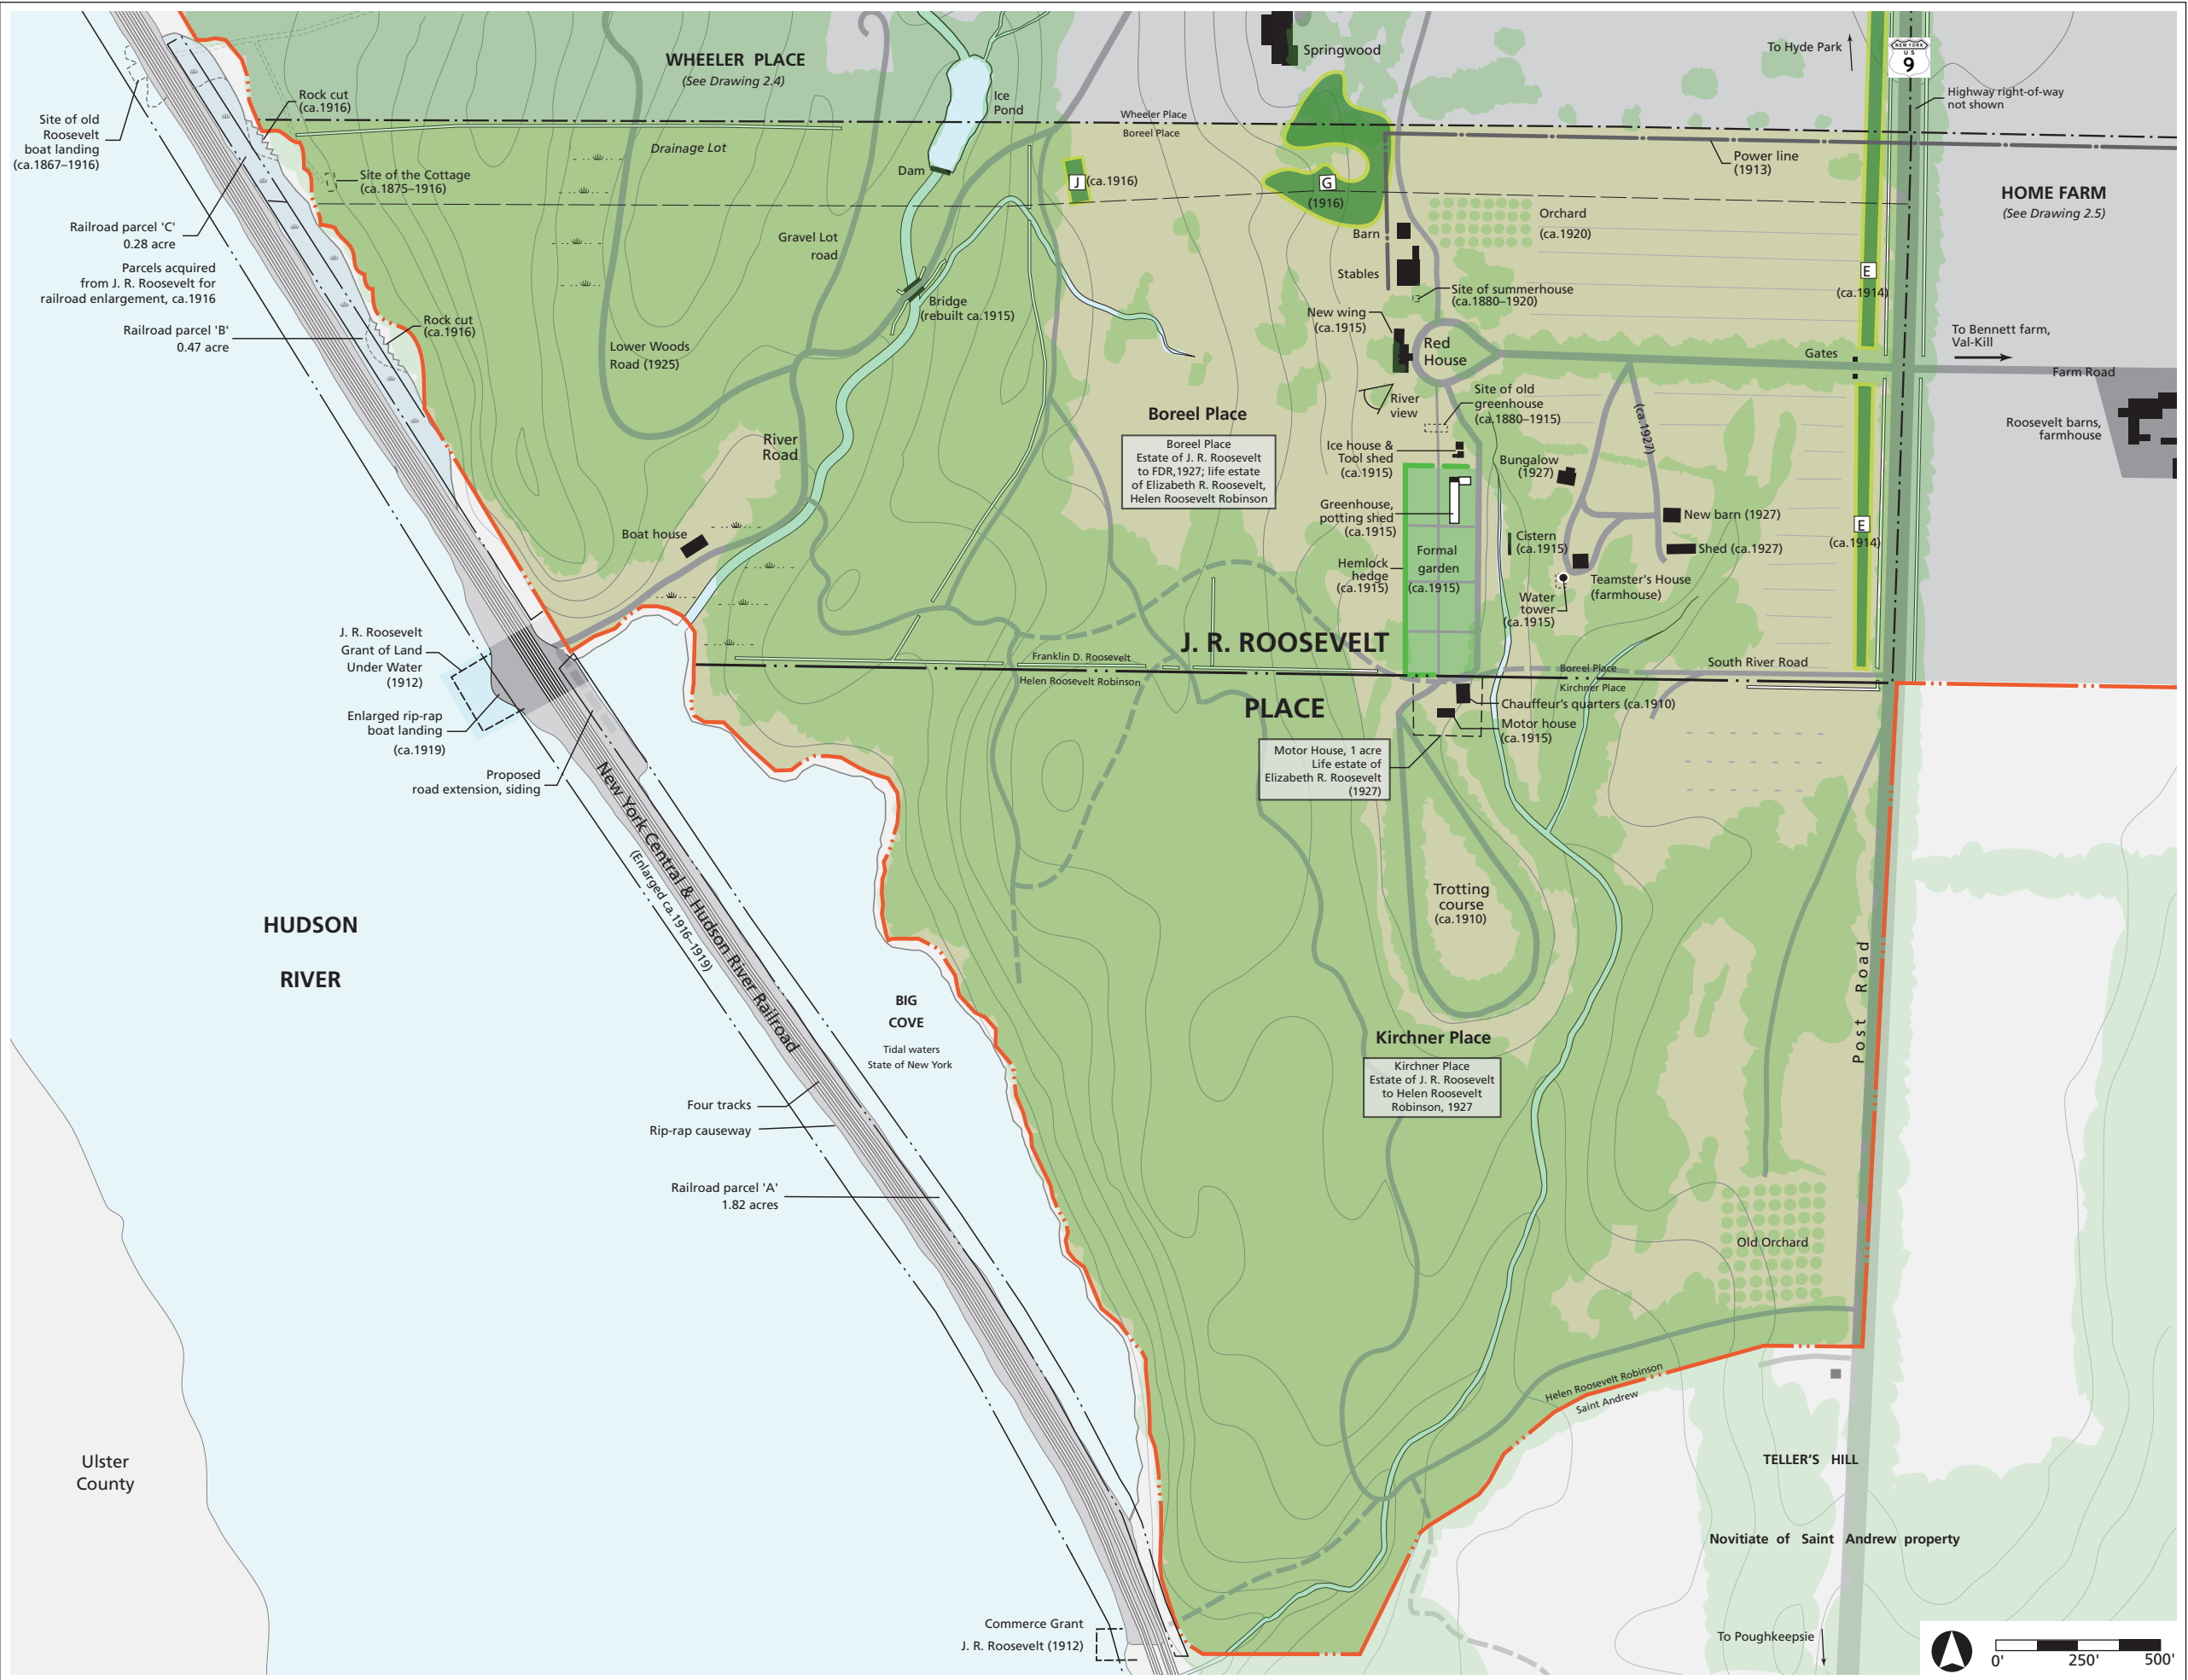 WHEELER PLACE
(See Drawing 2.4)
Springwood
To Hyde Park
NEW YORK
U S
9
Highway right-of-way
not shown
Rock cut
(ca.1916)
Ice
Pond
Wheeler Place
Boreel Place
Site of old
Roosevelt
boat landing
(ca.1867–1916)
Drainage Lot
Dam
Site of the Cottage
(ca.1875–1916)
J
(ca.1916)
G
(1916)
Power line
(1913)
HOME FARM
(See Drawing 2.5)
Railroad parcel 'C'
0.28 acre
Gravel Lot
road
Barn
Orchard
(ca.1920)
Parcels acquired
from J. R. Roosevelt for
railroad enlargement, ca.1916
Stables
E
(ca.1914)
Site of summerhouse
(ca.1880–1920)
Railroad parcel 'B'
0.47 acre
Rock cut
(ca.1916)
Bridge
(rebuilt ca.1915)
New wing
(ca.1915)
Red
House
Lower Woods
Road (1925)
Gates
To Bennett farm,
Val-Kill
Farm Road
River
view
Site of old
greenhouse
(ca.1880–1915)
(ca.1927)
Roosevelt barns,
farmhouse
Boreel Place
Boreel Place
Estate of J. R. Roosevelt
to FDR,1927; life estate
of Elizabeth R. Roosevelt,
Helen Roosevelt Robinson
River
Road
Ice house &
Tool shed
(ca.1915)
Bungalow
(1927)
Greenhouse,
potting shed
(ca.1915)
New barn (1927)
E
(ca.1914)
Boat house
Cistern
(ca.1915)
Shed (ca.1927)
Formal
garden
(ca.1915)
Hemlock
hedge
(ca.1915)
Teamster's House
(farmhouse)
Water
tower
(ca.1915)
J. R. Roosevelt
Grant of Land
Under Water
(1912)
J. R. ROOSEVELT
PLACE
Franklin D. Roosevelt
Helen Roosevelt Robinson
Boreel Place
Kirchner Place
South River Road
Chauffeur's quarters (ca.1910)
Motor house
(ca.1915)
Enlarged rip-rap
boat landing
(ca.1919)
Motor House, 1 acre
Life estate of
Elizabeth R. Roosevelt
(1927)
Proposed
road extension, siding
New York Central & Hudson River Railroad
(Enlarged ca.1916–1919)
Trotting
course
(ca.1910)
HUDSON
RIVER
BIG
COVE
Tidal waters
State of New York
Post Road
Kirchner Place
Kirchner Place
Estate of J. R. Roosevelt
to Helen Roosevelt
Robinson, 1927
Four tracks
Rip-rap causeway
Railroad parcel 'A'
1.82 acres
Old Orchard
Helen Roosevelt Robinson
Saint Andrew
Ulster
County
TELLER'S HILL
Novitiate of Saint Andrew property
Commerce Grant
J. R. Roosevelt (1912)
To Poughkeepsie
0' 250' 500'